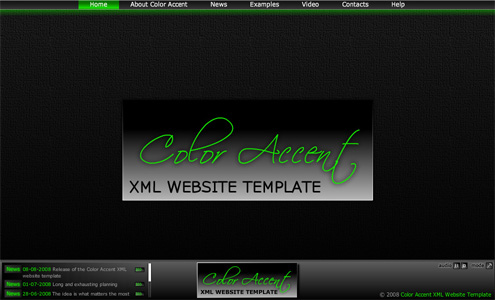 Home About Color Accent News Examples Video Contacts Help
Color Accent
XML WEBSITE TEMPLATE
News 08-08-2008 Release of the Color Accent XML
website template
News 01-07-2008 Long and exhausting planning
News 28-06-2008 The idea is what matters the most
Color Accent
XML WEBSITE TEMPLATE
© 2008 Color Accent XML Website Template